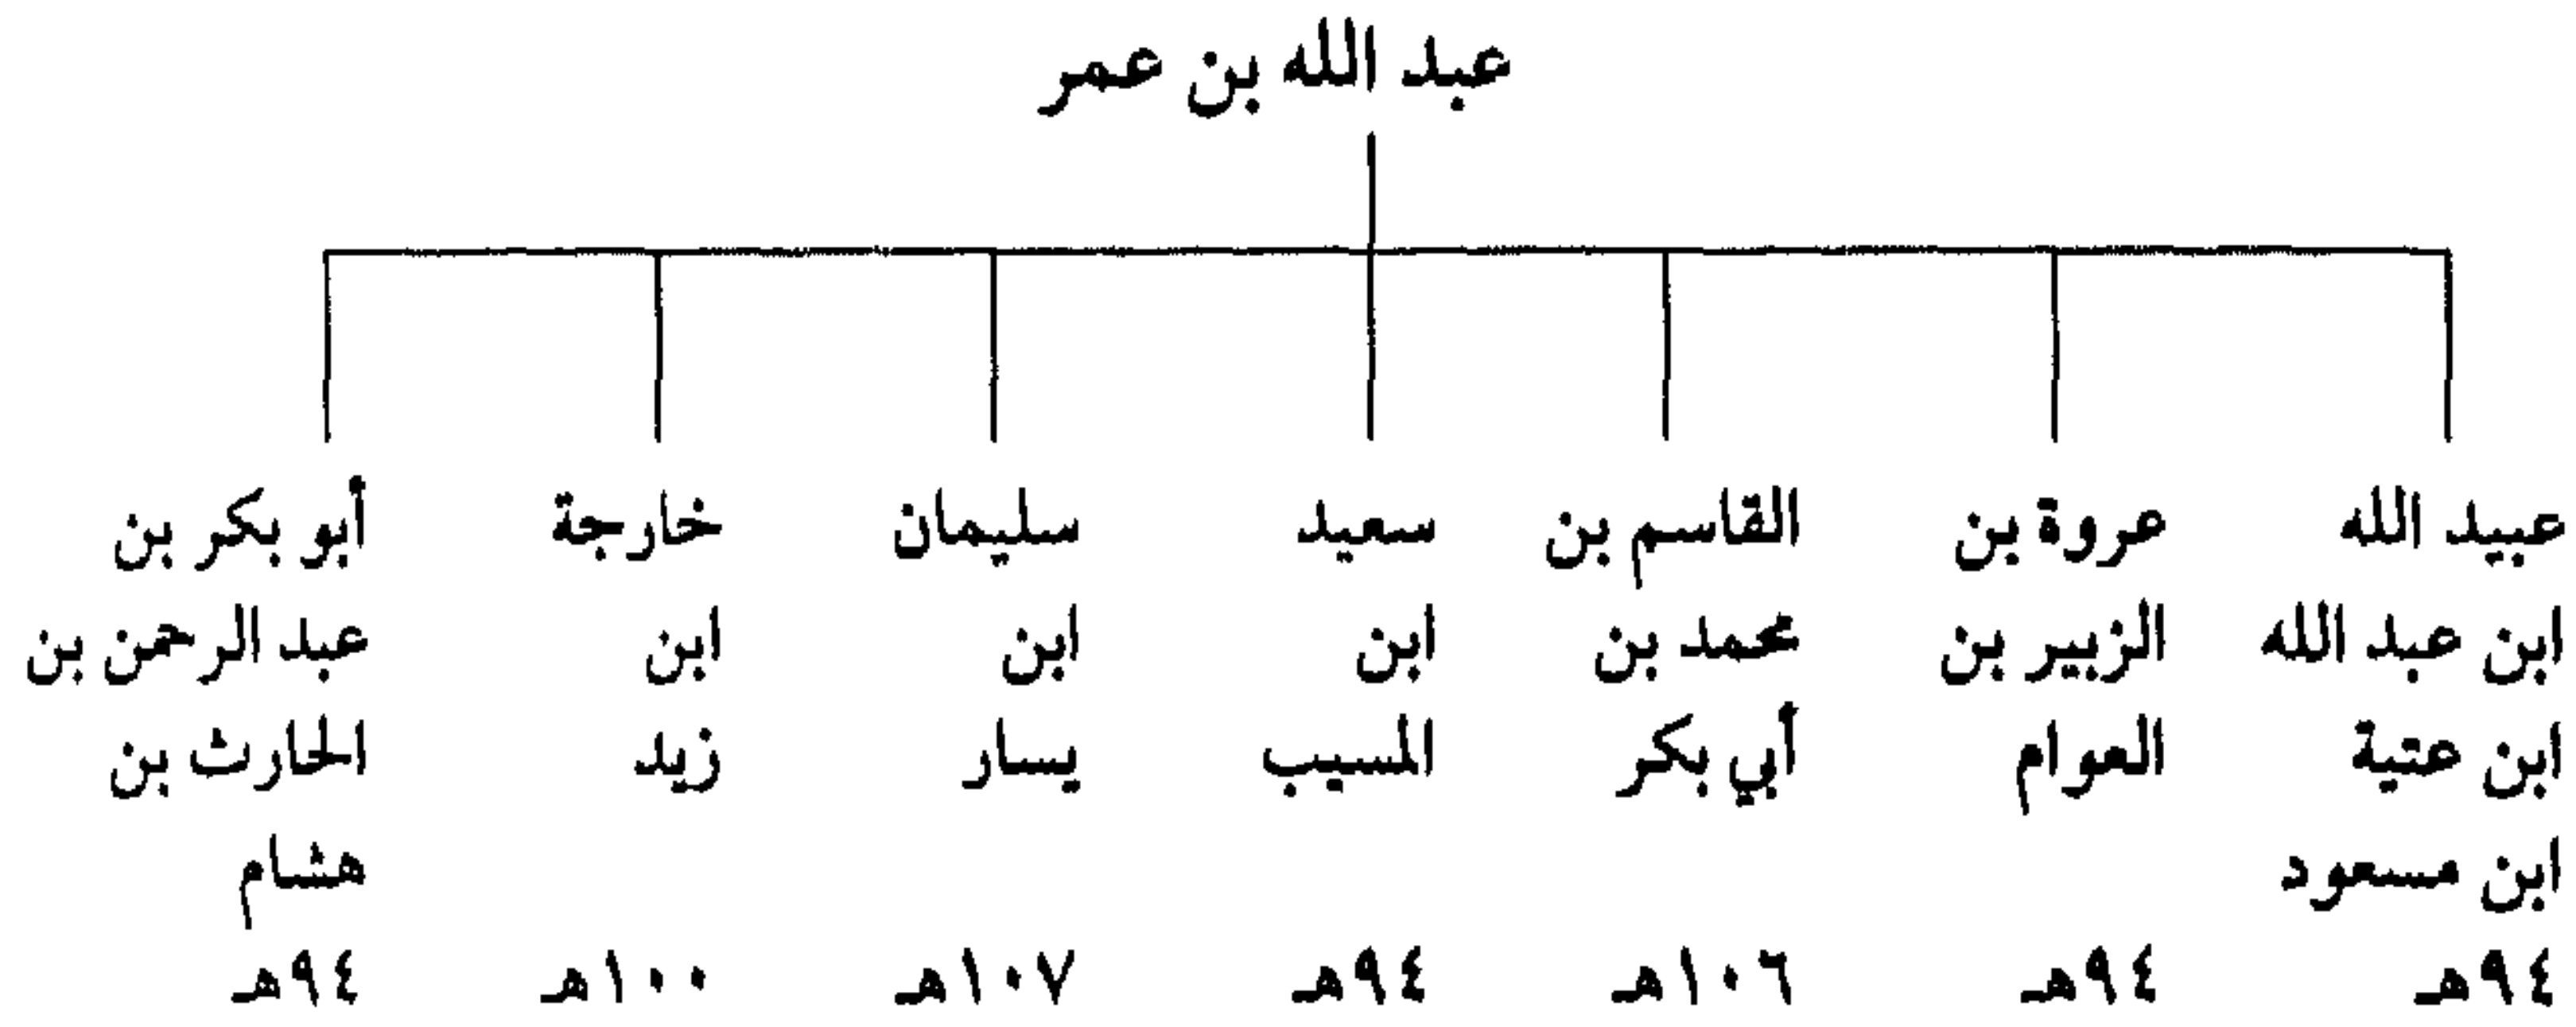 عبد الله بن عمر
عبيد الله
ابن عبد الله
ابن عتية
ابن مسعود
٩٤هـ
عروة بن
الزبير بن
العوام
٩٤هـ
القاسم بن
محمد بن
أبي بكر
١٠٦هـ
سعيد
ابن
المسيب
٩٤هـ
سليمان
ابن
يسار
١٠٧هـ
خارجة
ابن
زيد
١٠٠هـ
أبو بكر بن
عبد الرحمن بن
الحارث بن
هشام
٩٤هـ